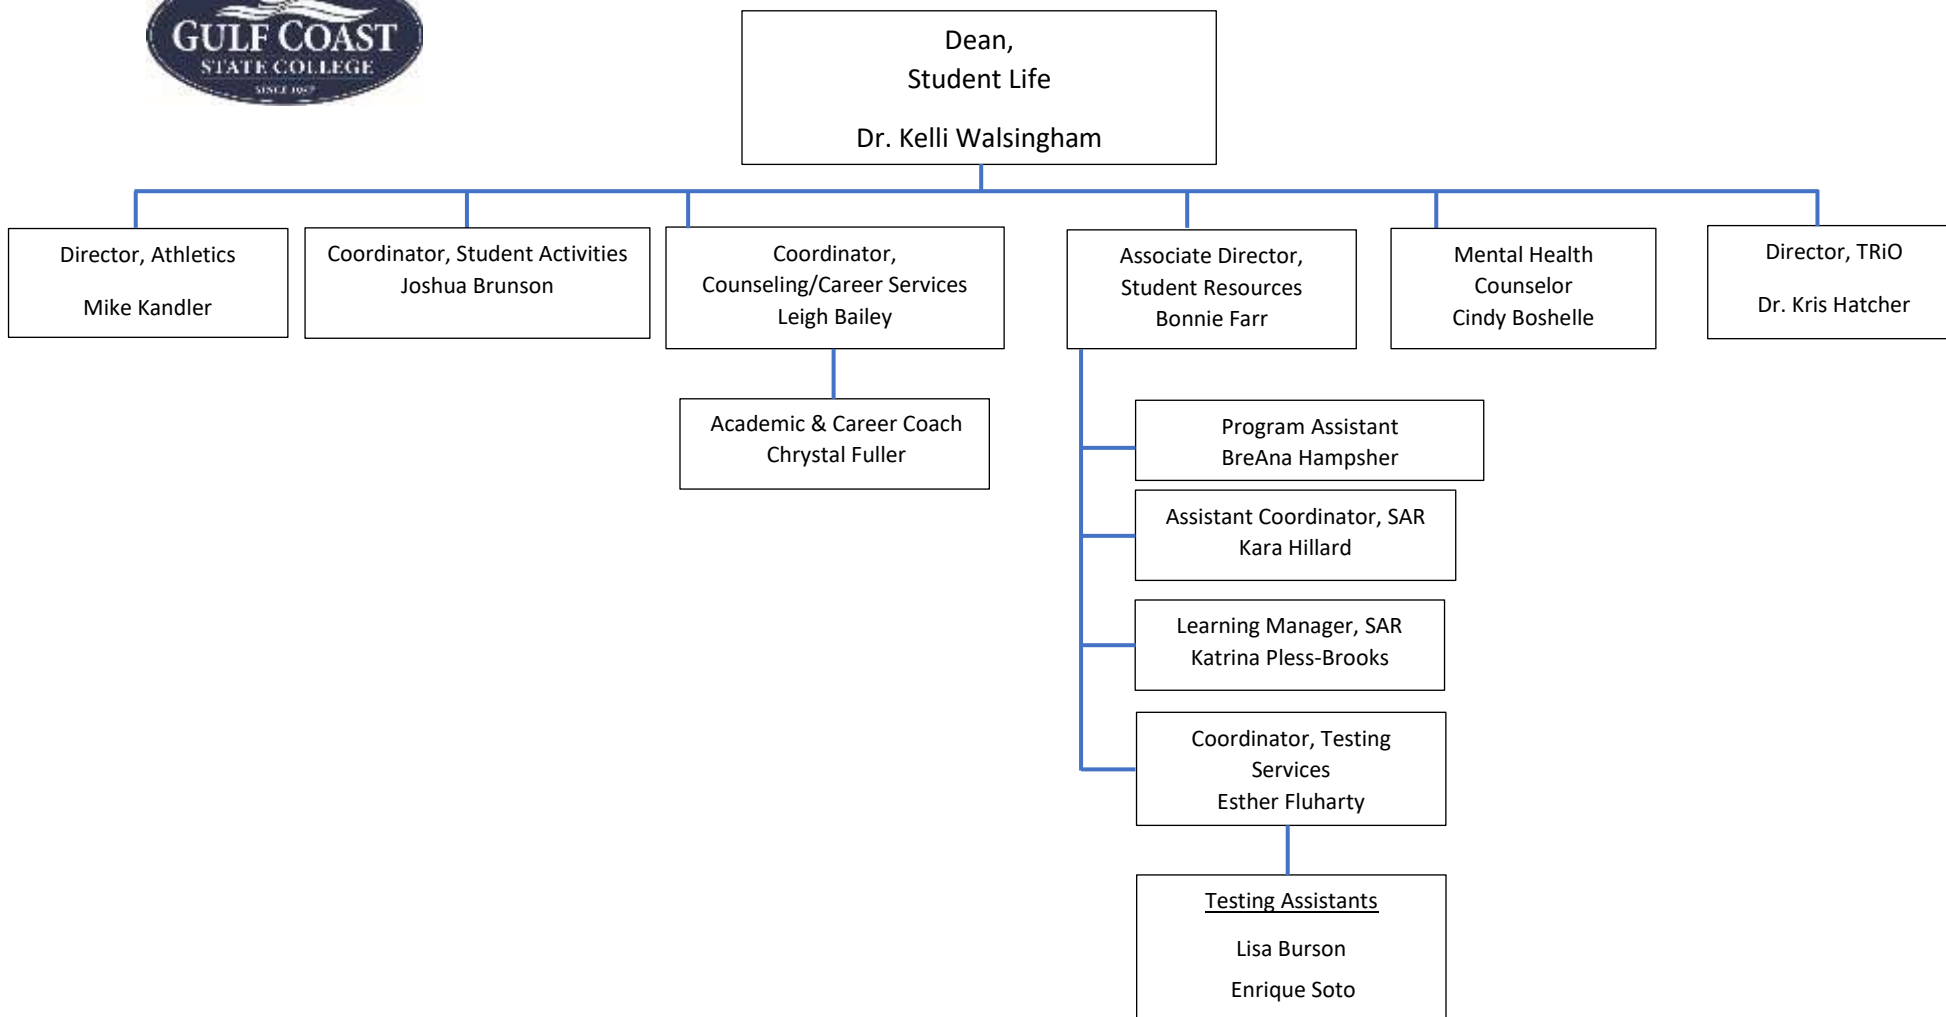 GULF COAST
STATE COLLEGE
SINCE 1957
Dean,
Student Life
Dr. Kelli Walsingham
Director, Athletics
Mike Kandler
Coordinator, Student Activities
Joshua Brunson
Coordinator,
Counseling/Career Services
Leigh Bailey
Associate Director,
Student Resources
Bonnie Farr
Mental Health
Counselor
Cindy Boshelle
Director, TRiO
Dr. Kris Hatcher
Academic & Career Coach
Chrystal Fuller
Program Assistant
BreAna Hampsher
Assistant Coordinator, SAR
Kara Hillard
Learning Manager, SAR
Katrina Pless-Brooks
Coordinator, Testing
Services
Esther Fluharty
Testing Assistants
Lisa Burson
Enrique Soto